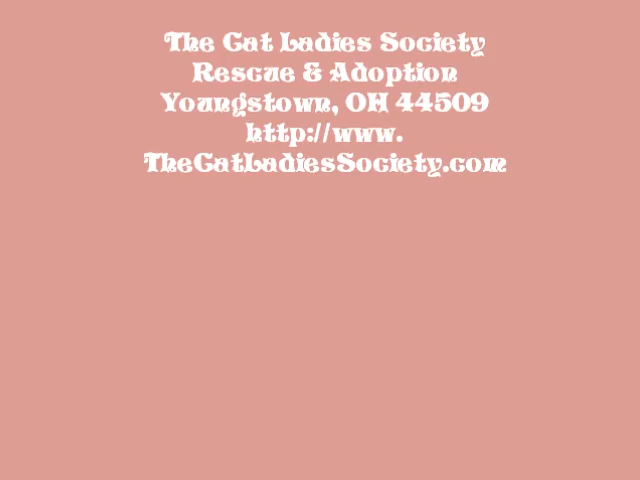 The Cat Ladies Society
Rescue & Adoption
Youngstown, OH 44509
http://www.
TheCatLadiesSociety.com